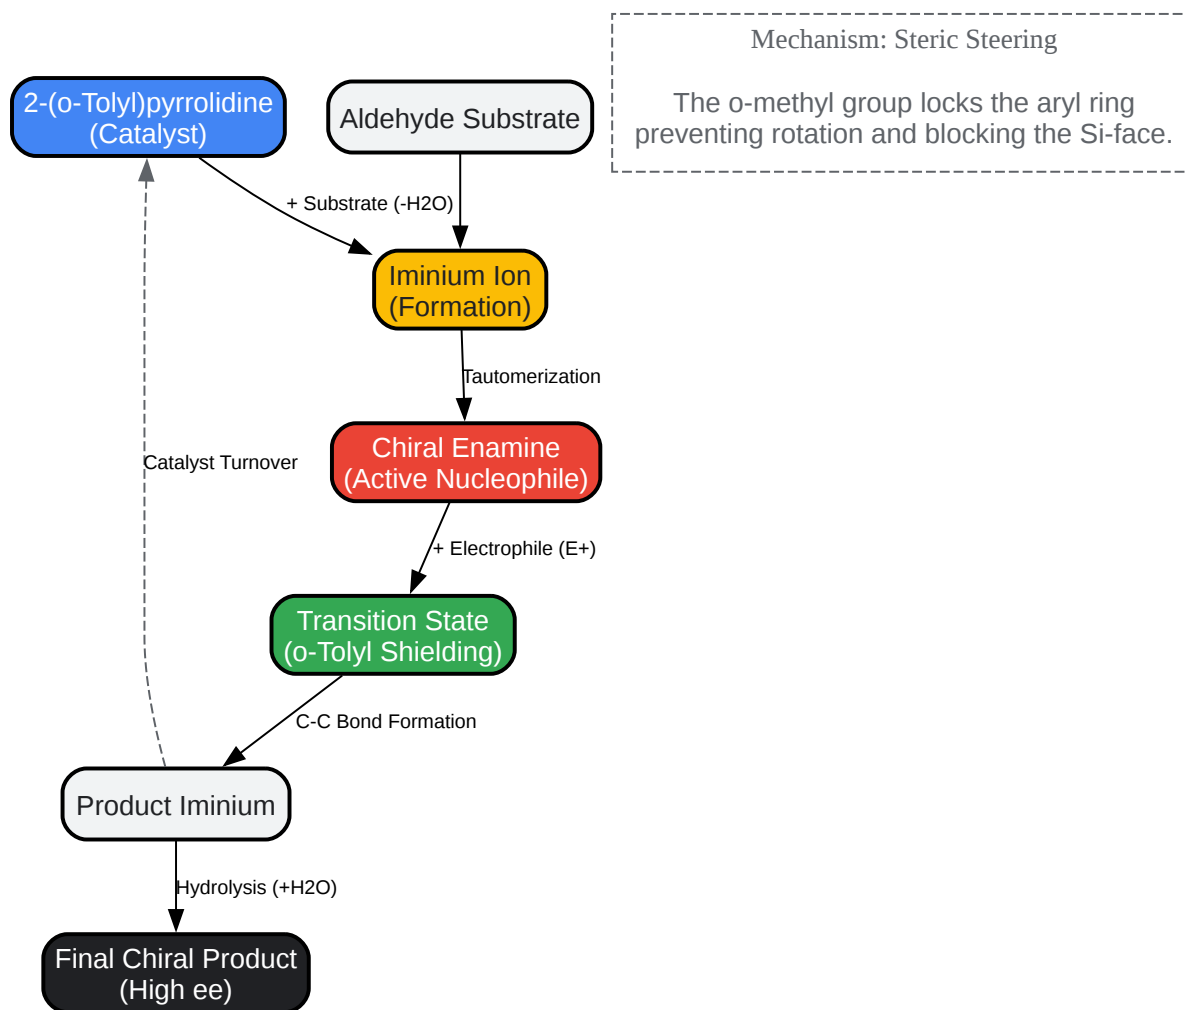 Mechanism: Steric Steering
The o-methyl group locks the aryl ring
preventing rotation and blocking the Si-face.
2-(o-Tolyl)pyrrolidine
(Catalyst)
Aldehyde Substrate
+ Substrate (-H2O)
Iminium Ion
(Formation)
Tautomerization
Chiral Enamine
(Active Nucleophile)
Catalyst Turnover
+ Electrophile (E+)
Transition State
(o-Tolyl Shielding)
C-C Bond Formation
Product Iminium
Hydrolysis (+H2O)
Final Chiral Product
(High ee)